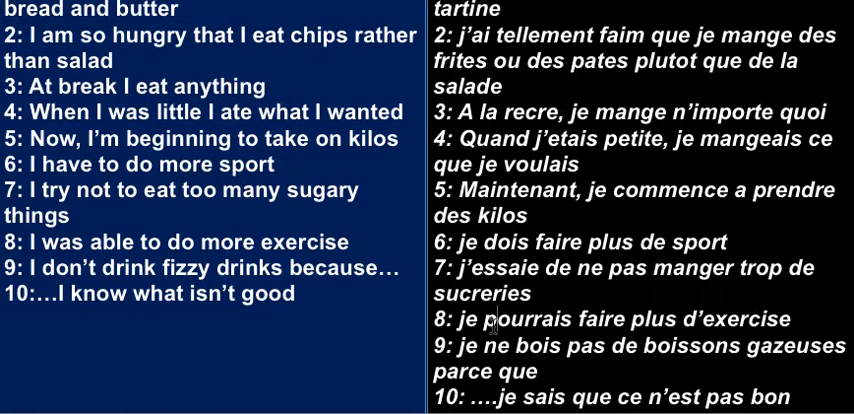 bread and butter
2: I am so hungry that I eat chips rather
than salad
3: At break I eat anything
4: When I was little I ate what I wanted
5: Now, I’m beginning to take on kilos
6: I have to do more sport
7: I try not to eat too many sugary
things
8: I was able to do more exercise
9: I don’t drink fizzy drinks because…
10:…I know what isn’t good
tartine
2: j’ai tellement faim que je mange des
frites ou des pates plutot que de la
salade
3: A la recre, je mange n’importe quoi
4: Quand j’etais petite, je mangeais ce
que je voulais
5: Maintenant, je commence a prendre
des kilos
6: je dois faire plus de sport
7: j’essaie de ne pas manger trop de
sucreries
8: je pourrais faire plus d’exercise
9: je ne bois pas de boissons gazeuses
parce que
10: ….je sais que ce n’est pas bon